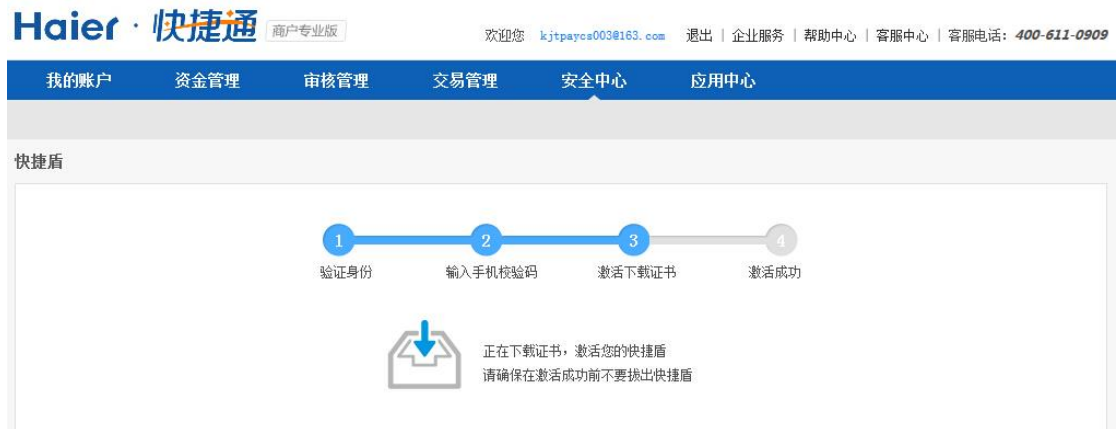 Haier · 快捷通 商户专业版
欢迎您 kjtpaycs003@163.com 退出 | 企业服务 | 帮助中心 | 客服中心 | 客服电话：400-611-0909
我的账户 资金管理 审核管理 交易管理 安全中心 应用中心
快捷盾
1 2 3 4
验证身份 输入手机校验码 激活下载证书 激活成功
正在下载证书，激活您的快捷盾
请确保在激活成功前不要拔出快捷盾